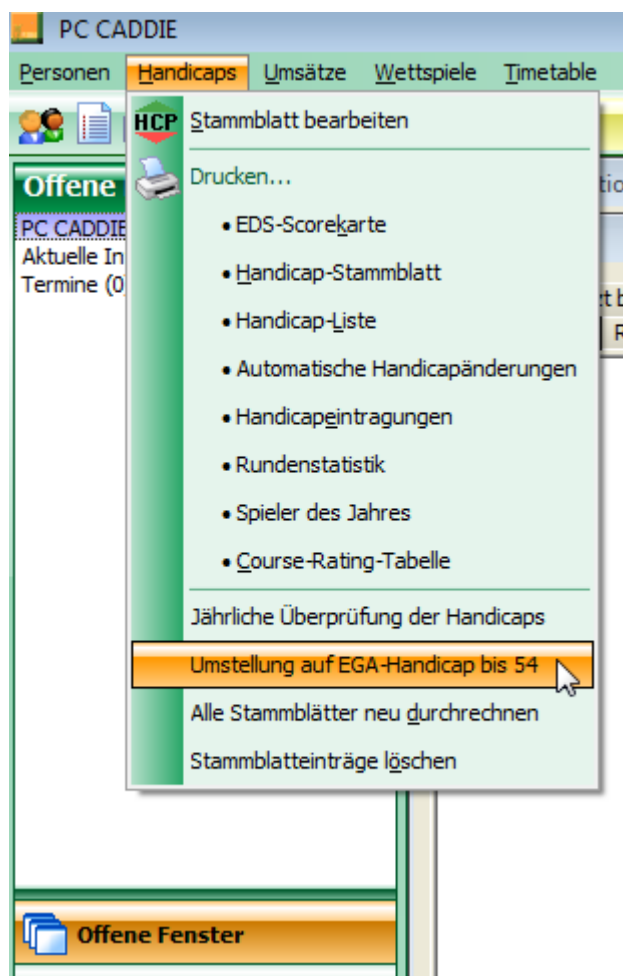 PC CADDIE
Personen Handicaps Umsätze Wettspiele Timetable
HCP Stammblatt bearbeiten
Offene
Drucken...
PC CADDIE
• EDS-Scorekarte
Aktuelle In
• Handicap-Stammblatt
Termine (0
• Handicap-Liste
• Automatische Handicapänderungen
• Handicapeintragungen
• Rundenstatistik
• Spieler des Jahres
• Course-Rating-Tabelle
Jährliche Überprüfung der Handicaps
Umstellung auf EGA-Handicap bis 54
Alle Stammblätter neu durchrechnen
Stammblatteinträge löschen
Offene Fenster